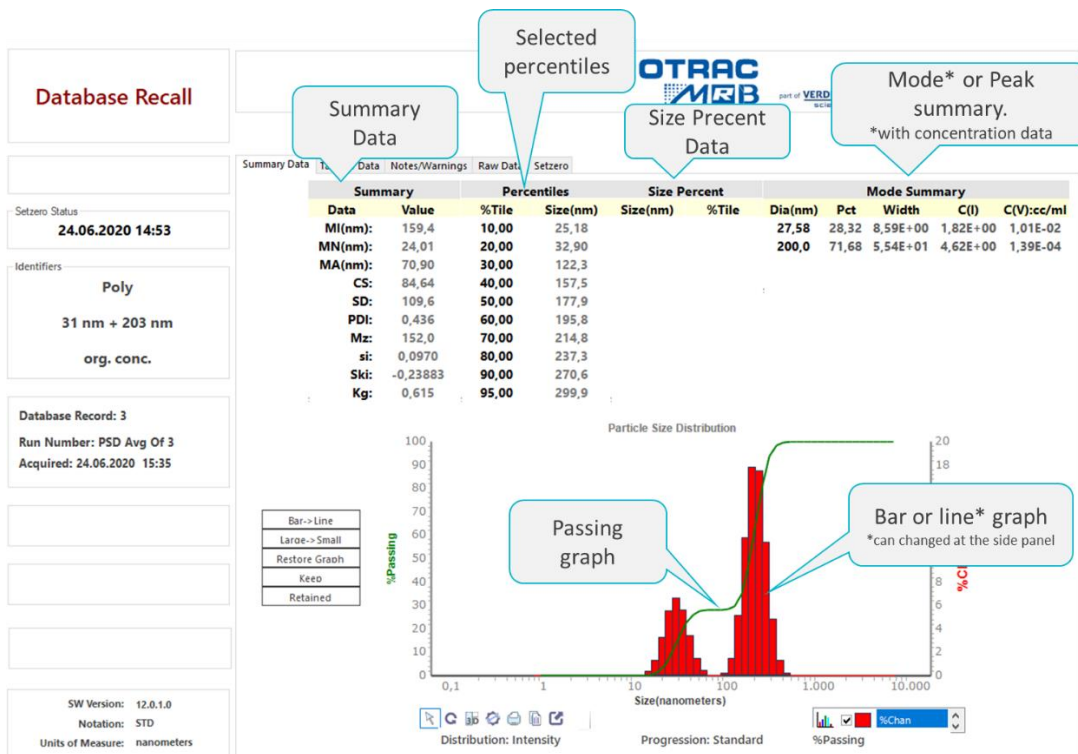 Selected
percentiles
Summary
Data
Size Precent
Data
Mode* or Peak
summary.
*with concentration data
Database Recall
OTRAC
MRB
part of VERD
scie
Summary Data Data Notes/Warnings Raw Data Setzero
Summary Percentiles Size Percent Mode Summary
Data Value %Tile Size(nm) Size(nm) %Tile Dia(nm) Pct Width C(I) C(V):cc/ml
MI(nm): 159,4 10,00 25,18 27,58 28,32 8,59E+00 1,82E+00 1,01E-02
MN(nm): 24,01 20,00 32,90 200,0 71,68 5,54E+01 4,62E+00 1,39E-04
MA(nm): 70,90 30,00 122,3
CS: 84,64 40,00 157,5
SD: 109,6 50,00 177,9
PDI: 0,436 60,00 195,8
Mz: 152,0 70,00 214,8
si: 0,0970 80,00 237,3
Ski: -0,23883 90,00 270,6
Kg: 0,615 95,00 299,9
Setzero Status
24.06.2020 14:53
Identifiers
Poly
31 nm + 203 nm
org. conc.
Database Record: 3
Run Number: PSD Avg Of 3
Acquired: 24.06.2020 15:35
SW Version: 12.0.1.0
Notation: STD
Units of Measure: nanometers
Bar->Line
Large->Small
Restore Graph
Keep
Retained
Particle Size Distribution
100
90
80
70
60
50
40
30
20
10
0
%Passing
20
18
8
6
4
2
0
%C
Passing
graph
Bar or line* graph
*can changed at the side panel
0,1 1 10 100 1.000 10.000
Size(nanometers)
%Chan
Distribution: Intensity Progression: Standard %Passing